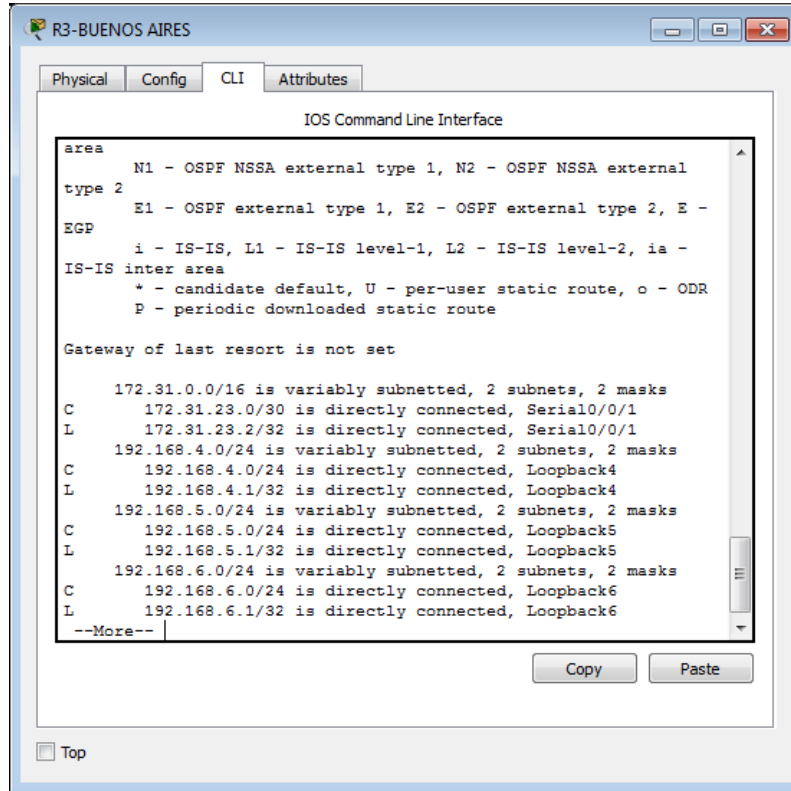 R3-BUENOS AIRES
Physical Config CLI Attributes
IOS Command Line Interface
area
N1 - OSPF NSSA external type 1, N2 - OSPF NSSA external
type 2
E1 - OSPF external type 1, E2 - OSPF external type 2, E -
EGP
i - IS-IS, L1 - IS-IS level-1, L2 - IS-IS level-2, ia -
IS-IS inter area
* - candidate default, U - per-user static route, o - ODR
P - periodic downloaded static route
Gateway of last resort is not set
172.31.0.0/16 is variably subnetted, 2 subnets, 2 masks
C 172.31.23.0/30 is directly connected, Serial0/0/1
L 172.31.23.2/32 is directly connected, Serial0/0/1
192.168.4.0/24 is variably subnetted, 2 subnets, 2 masks
C 192.168.4.0/24 is directly connected, Loopback4
L 192.168.4.1/32 is directly connected, Loopback4
192.168.5.0/24 is variably subnetted, 2 subnets, 2 masks
C 192.168.5.0/24 is directly connected, Loopback5
L 192.168.5.1/32 is directly connected, Loopback5
192.168.6.0/24 is variably subnetted, 2 subnets, 2 masks
C 192.168.6.0/24 is directly connected, Loopback6
L 192.168.6.1/32 is directly connected, Loopback6
--More--
Copy Paste
Top